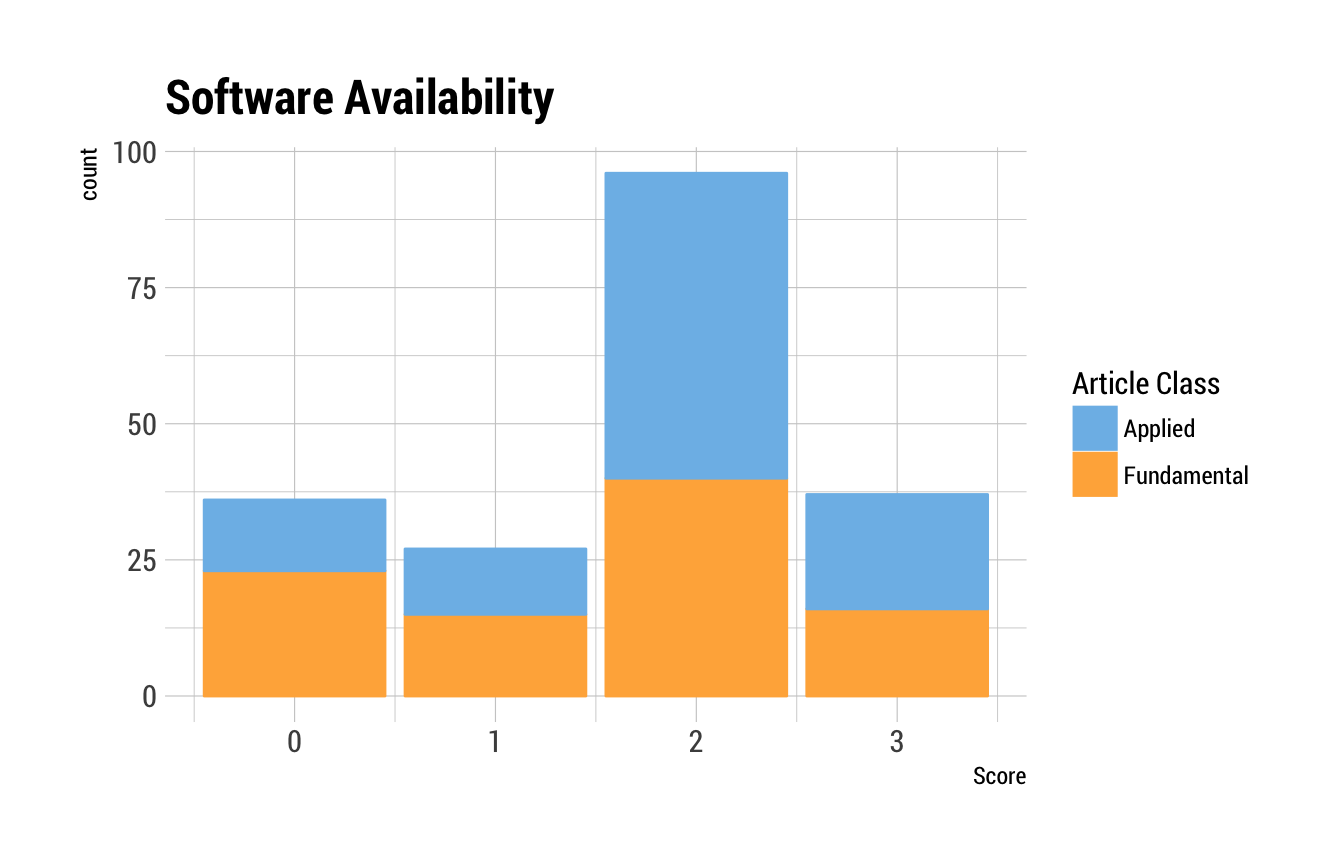 Software Availability
count
100
75
50
25
0
0 1 2 3
Score
Article Class
Applied
Fundamental